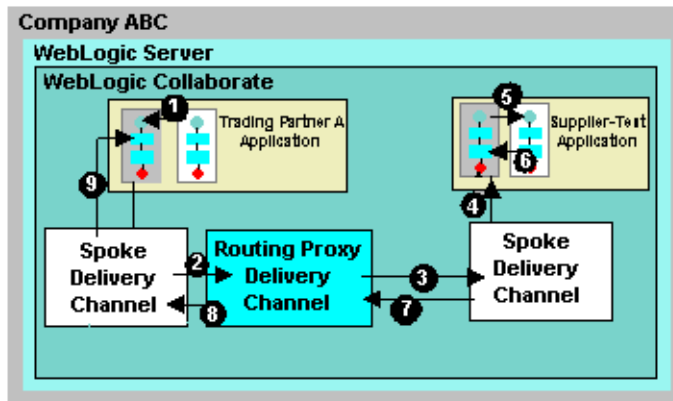 Company ABC
WebLogic Server
WebLogic Collaborate
1
Trading Partner A
Application
5
Supplier-Test
Application
6
9
4
Spoke
Delivery
Channel
2
Routing Proxy
Delivery
Channel
3
Spoke
Delivery
Channel
8
7